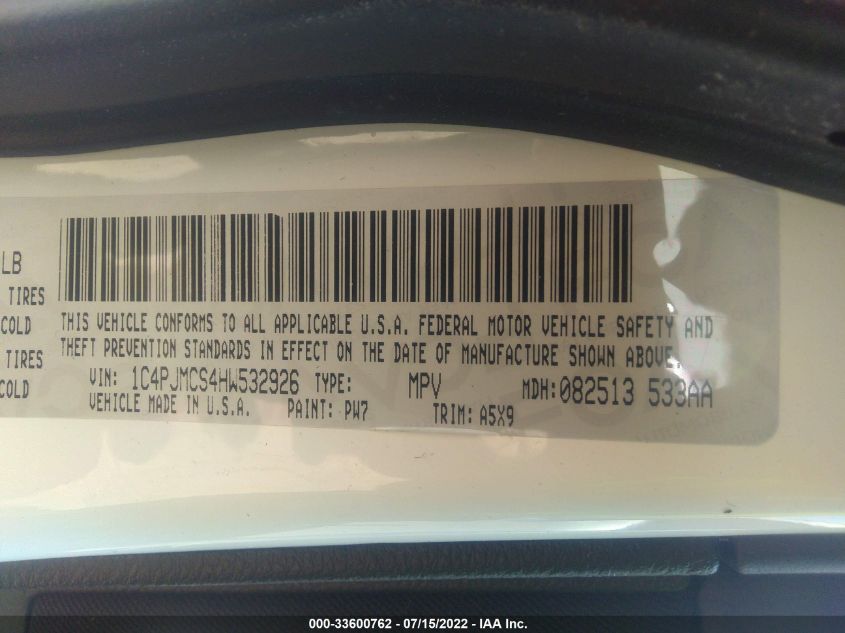 LB
TIRES
COLD
TIRES
COLD
THIS VEHICLE CONFORMS TO ALL APPLICABLE U.S.A. FEDERAL MOTOR VEHICLE SAFETY AND
THEFT PREVENTION STANDARDS IN EFFECT ON THE DATE OF MANUFACTURE SHOWN ABOVE.
VIN: 1C4PJMCS4HW532926 TYPE: MPV MDH:082513 533AA
VEHICLE MADE IN U.S.A. PAINT: PW7 TRIM: A5X9
000-33600762 - 07/15/2022 - IAA Inc.